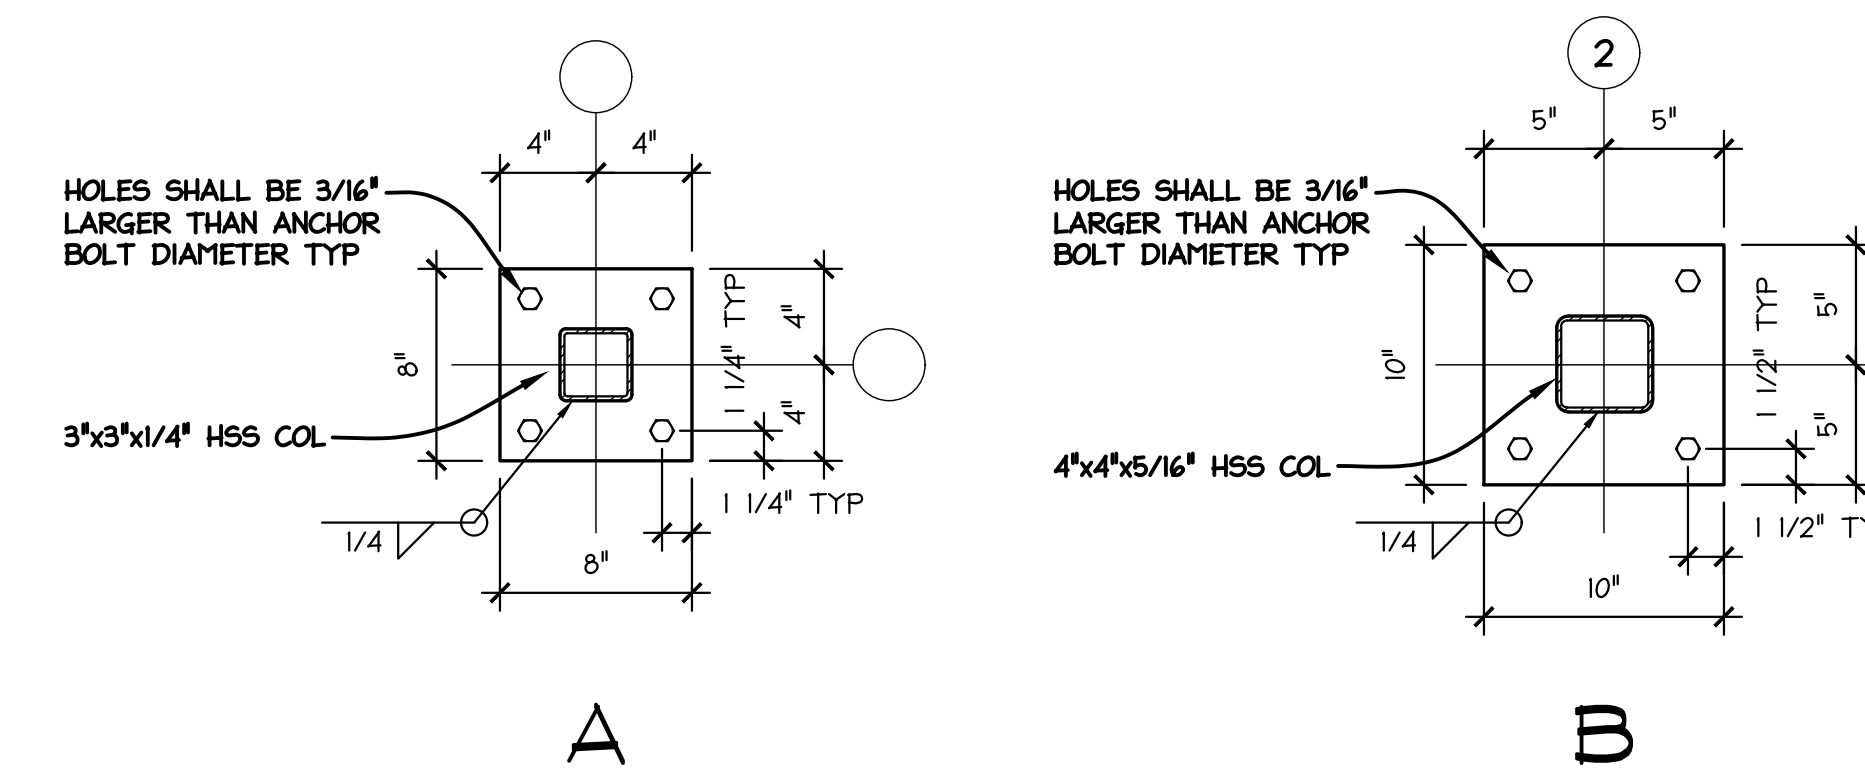 4" 4"
HOLES SHALL BE 3/16"
LARGER THAN ANCHOR
BOLT DIAMETER TYP
8"
1 1/4" TYP
4"
4"
3"x3"x1/4" HSS COL
1/4
1 1/4" TYP
8"
A
2
5" 5"
HOLES SHALL BE 3/16"
LARGER THAN ANCHOR
BOLT DIAMETER TYP
10"
1 1/2" TYP
5"
5"
4"x4"x5/16" HSS COL
1/4
1 1/2"
10"
B